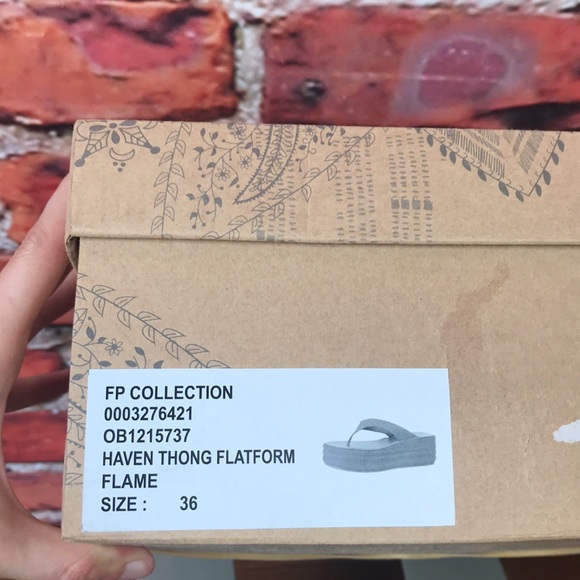 FP COLLECTION
0003276421
OB1215737
HAVEN THONG FLATFORM
FLAME
SIZE : 36